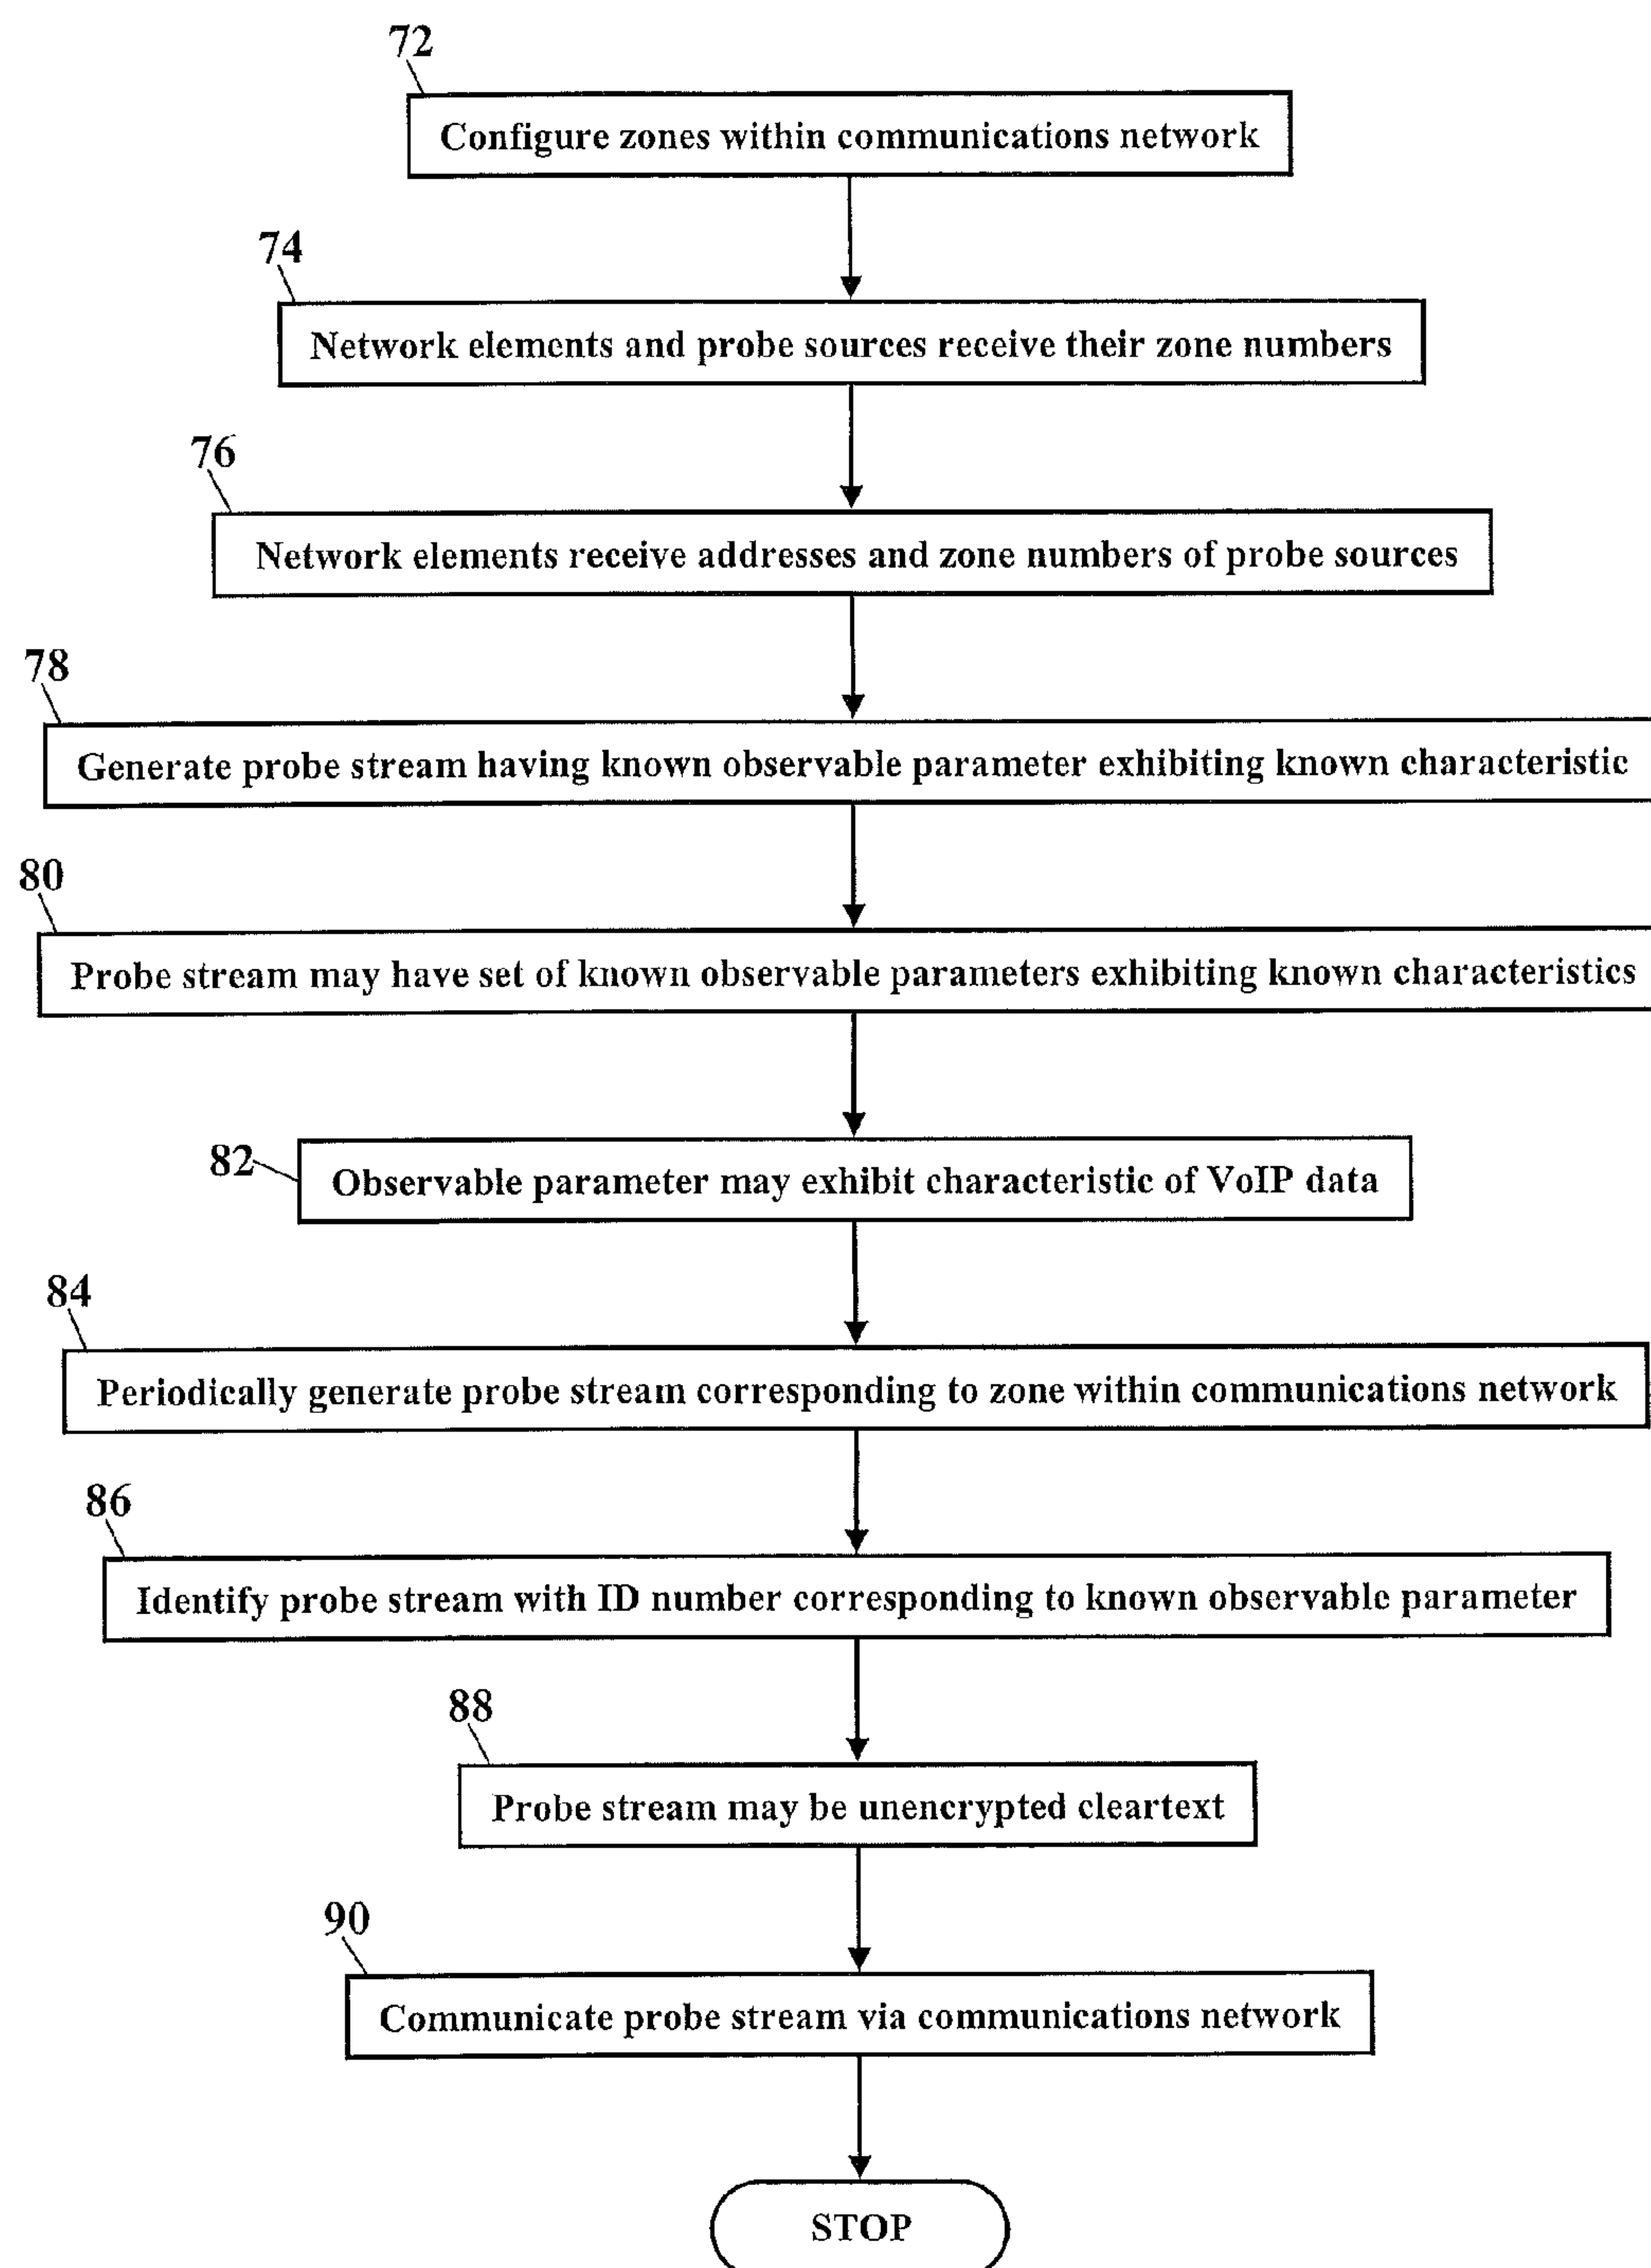 72
Configure zones within communications network
74
Network elements and probe sources receive their zone numbers
76
Network elements receive addresses and zone numbers of probe sources
78
Generate probe stream having known observable parameter exhibiting known characteristic
80
Probe stream may have set of known observable parameters exhibiting known characteristics
82
Observable parameter may exhibit characteristic of VoIP data
84
Periodically generate probe stream corresponding to zone within communications network
86
Identify probe stream with ID number corresponding to known observable parameter
88
Probe stream may be unencrypted cleartext
90
Communicate probe stream via communications network
STOP